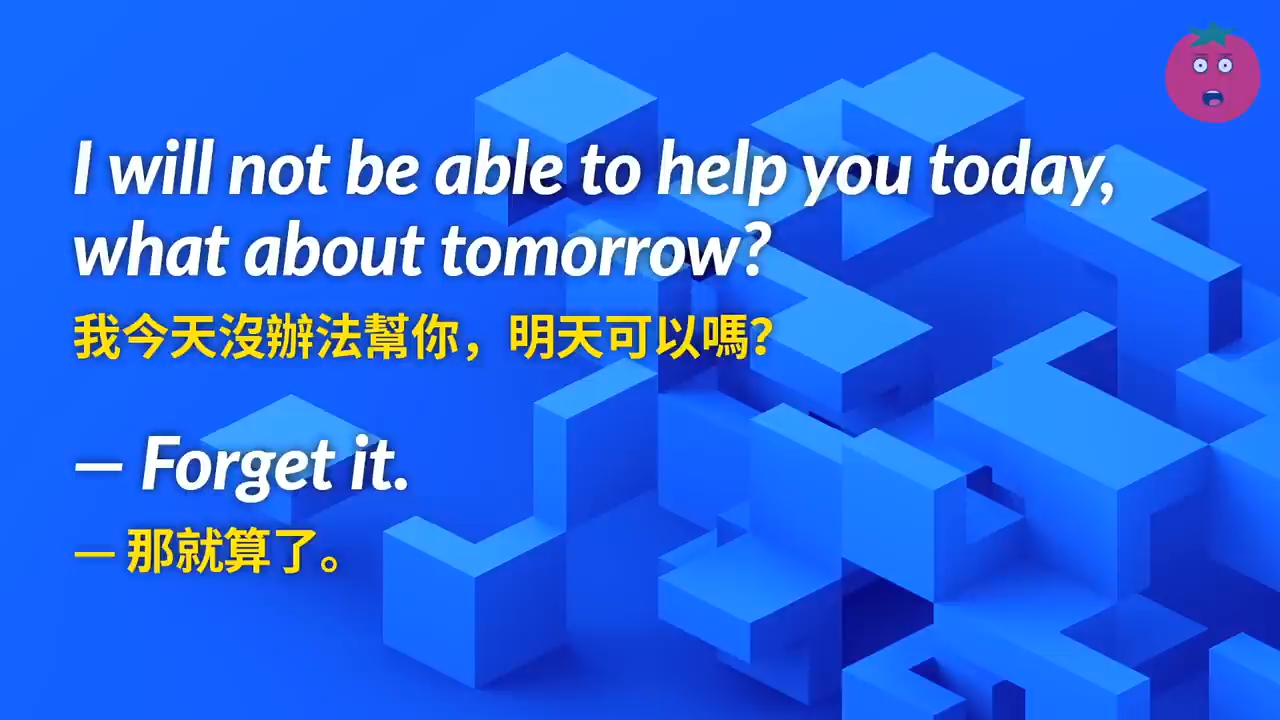 I will not be able to help you today,
what about tomorrow?
我今天沒辦法幫你，明天可以嗎？
— Forget it.
— 那就算了。